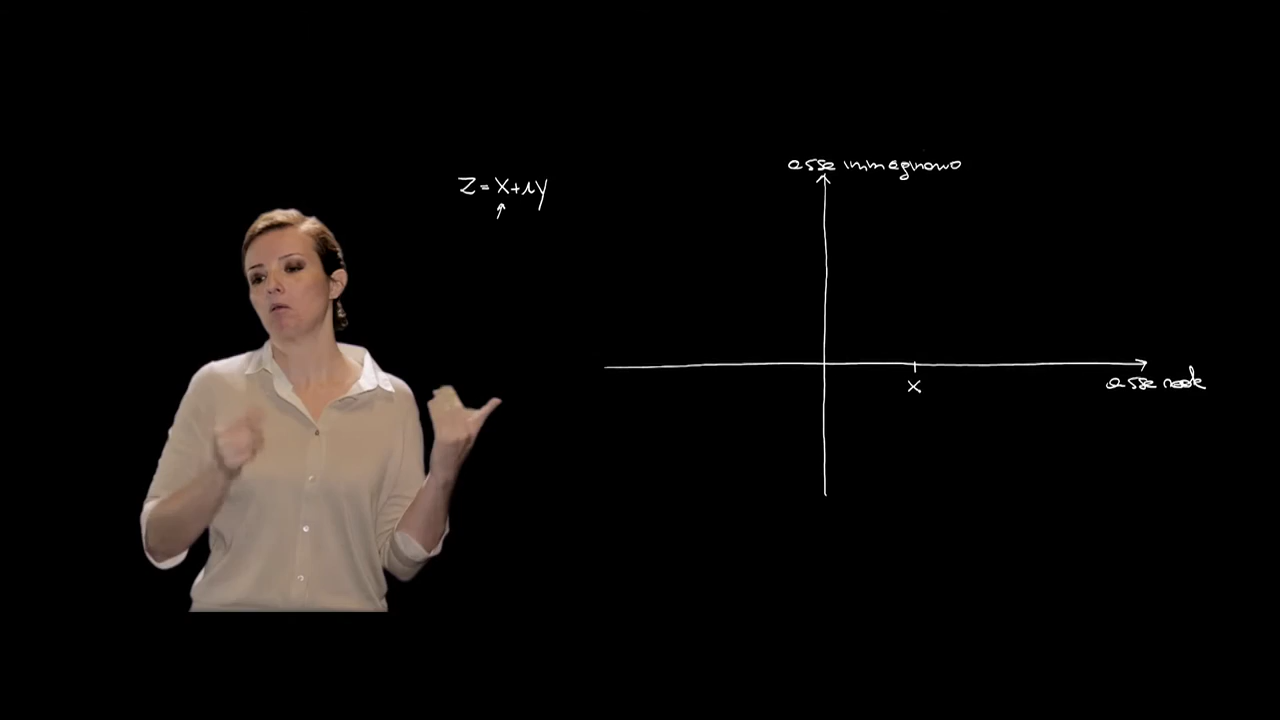 z = x + iy
asse immaginario
x
asse reale